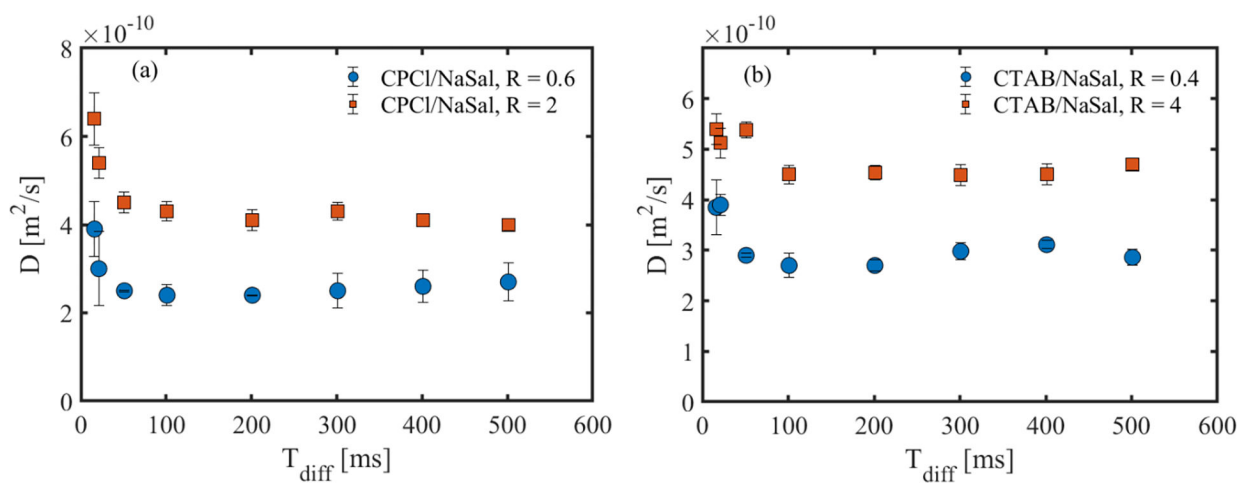 ×10⁻¹⁰
(a)
CPCl/NaSal, R = 0.6
CPCl/NaSal, R = 2
8
6
4
2
0
D [m²/s]
0 100 200 300 400 500 600
T_diff [ms]
×10⁻¹⁰
(b)
CTAB/NaSal, R = 0.4
CTAB/NaSal, R = 4
6
5
4
3
2
1
0
D [m²/s]
0 100 200 300 400 500 600
T_diff [ms]